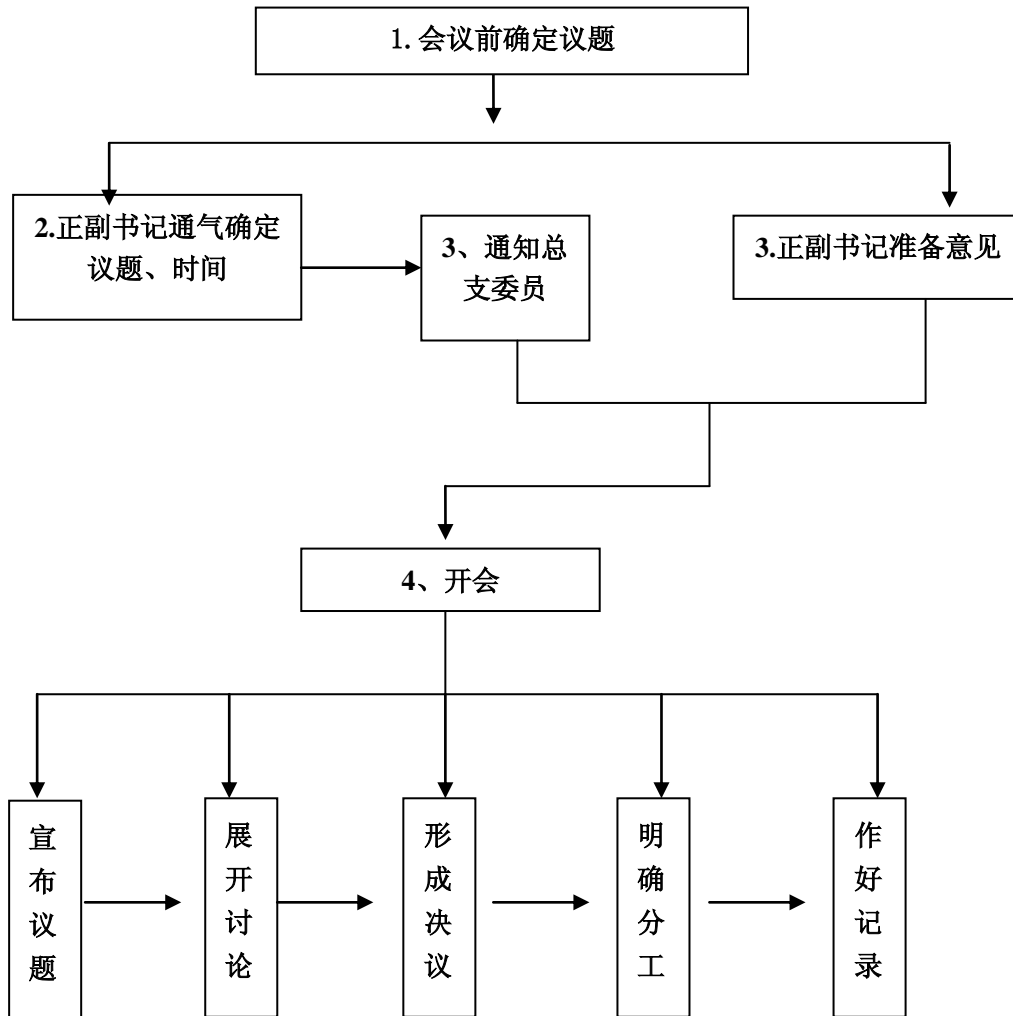 1. 会议前确定议题
2.正副书记通气确定
议题、时间
3、通知总
支委员
3.正副书记准备意见
4、开会
宣布议题
展开讨论
形成决议
明确分工
作好记录